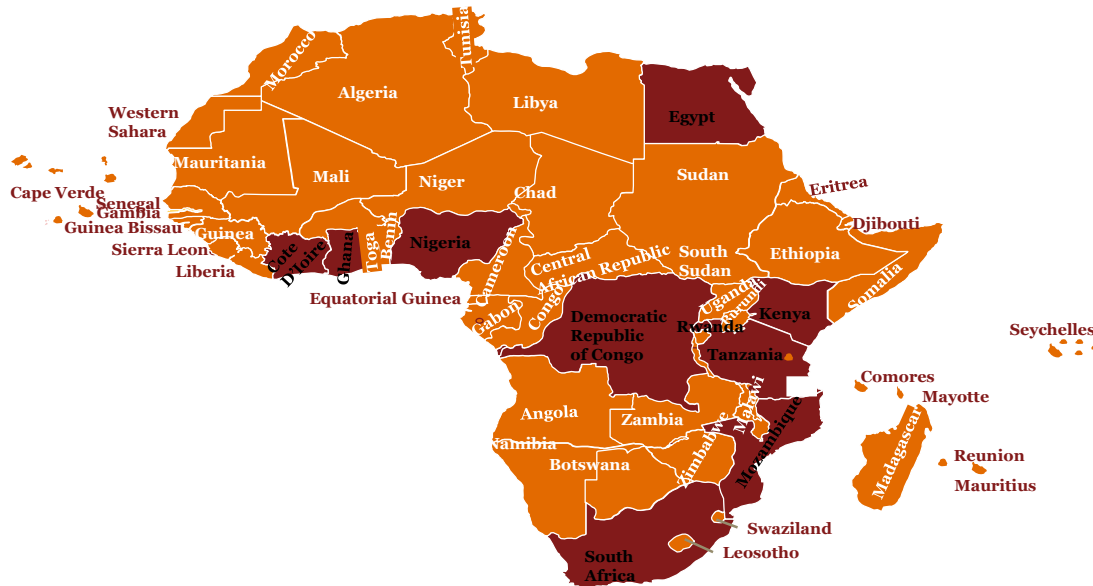 Tunisia
Morocco
Algeria
Libya
Egypt
Western
Sahara
Mauritania
Mali
Niger
Chad
Sudan
Eritrea
Cape Verde
Senegal
Gambia
Guinea Bissau
Guinea
Sierra Leon
Liberia
Cote
D'Ioire
Ghana
Toga
Benin
Nigeria
Cameroon
Central
African Republic
South
Sudan
Ethiopia
Djibouti
Somalia
Equatorial Guinea
Gabon
Congo
Democratic
Republic
of Congo
Uganda
Burundi
Rwanda
Kenya
Tanzania
Seychelles
Comores
Mayotte
Angola
Zambia
Malawi
Mozambique
Zimbabwe
Namibia
Botswana
Madagascar
Reunion
Mauritius
Swaziland
Leosotho
South
Africa